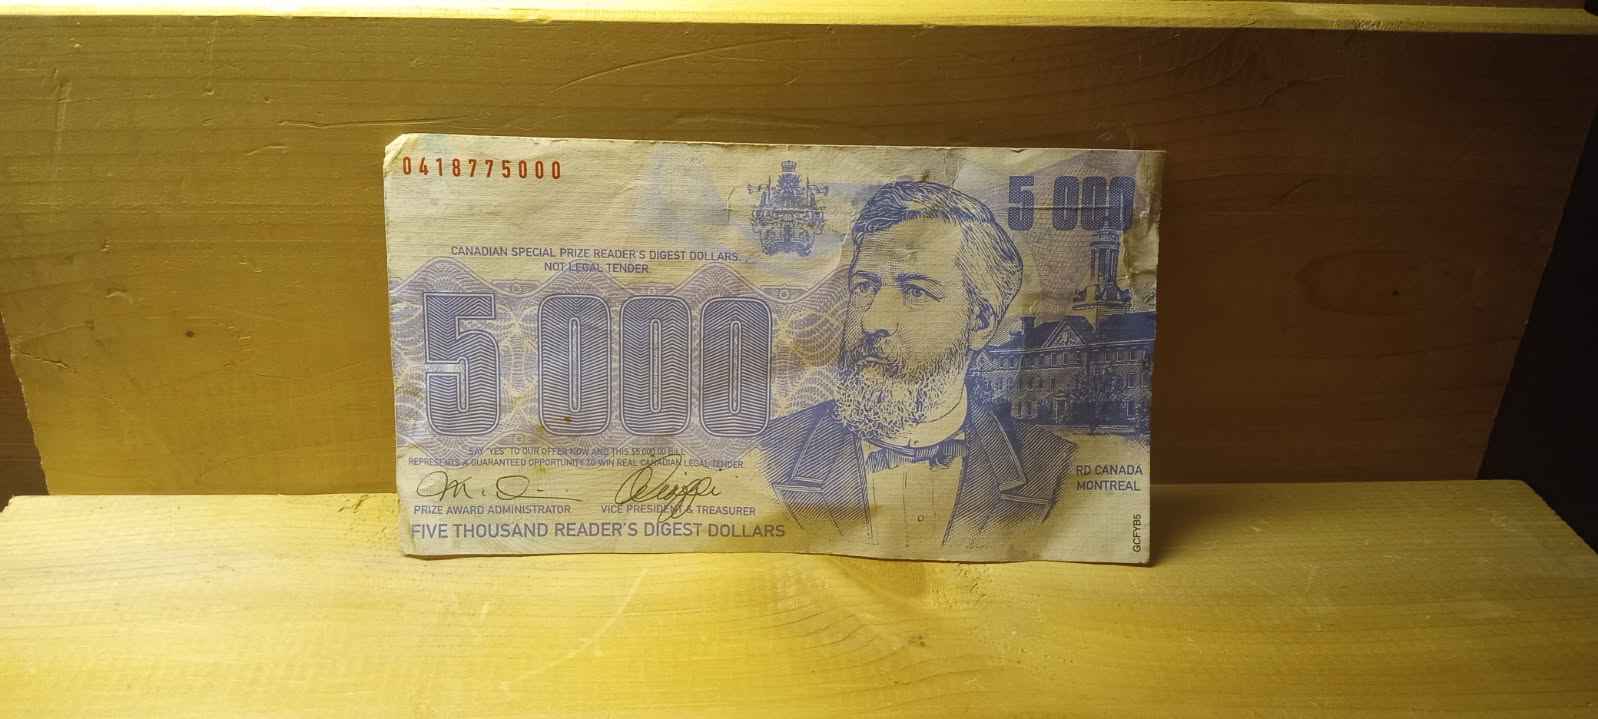 0418775000
5 000
CANADIAN SPECIAL PRIZE READER'S DIGEST DOLLARS.
NOT LEGAL TENDER
5 000
SAY "YES" TO OUR OFFER NOW AND THIS $5,000.00 BILL
REPRESENTS A GUARANTEED OPPORTUNITY TO WIN REAL CANADIAN LEGAL TENDER.
RD CANADA
MONTREAL
PRIZE AWARD ADMINISTRATOR
VICE PRESIDENT & TREASURER
FIVE THOUSAND READER'S DIGEST DOLLARS
GCFYB5